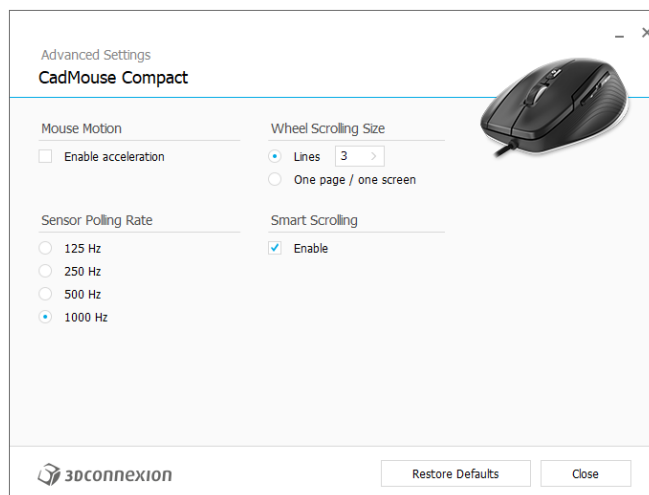 Advanced Settings
CadMouse Compact
Mouse Motion
Enable acceleration
Wheel Scrolling Size
Lines 3
One page / one screen
Sensor Polling Rate
125 Hz
250 Hz
500 Hz
1000 Hz
Smart Scrolling
Enable
3Dconnexion
Restore Defaults
Close